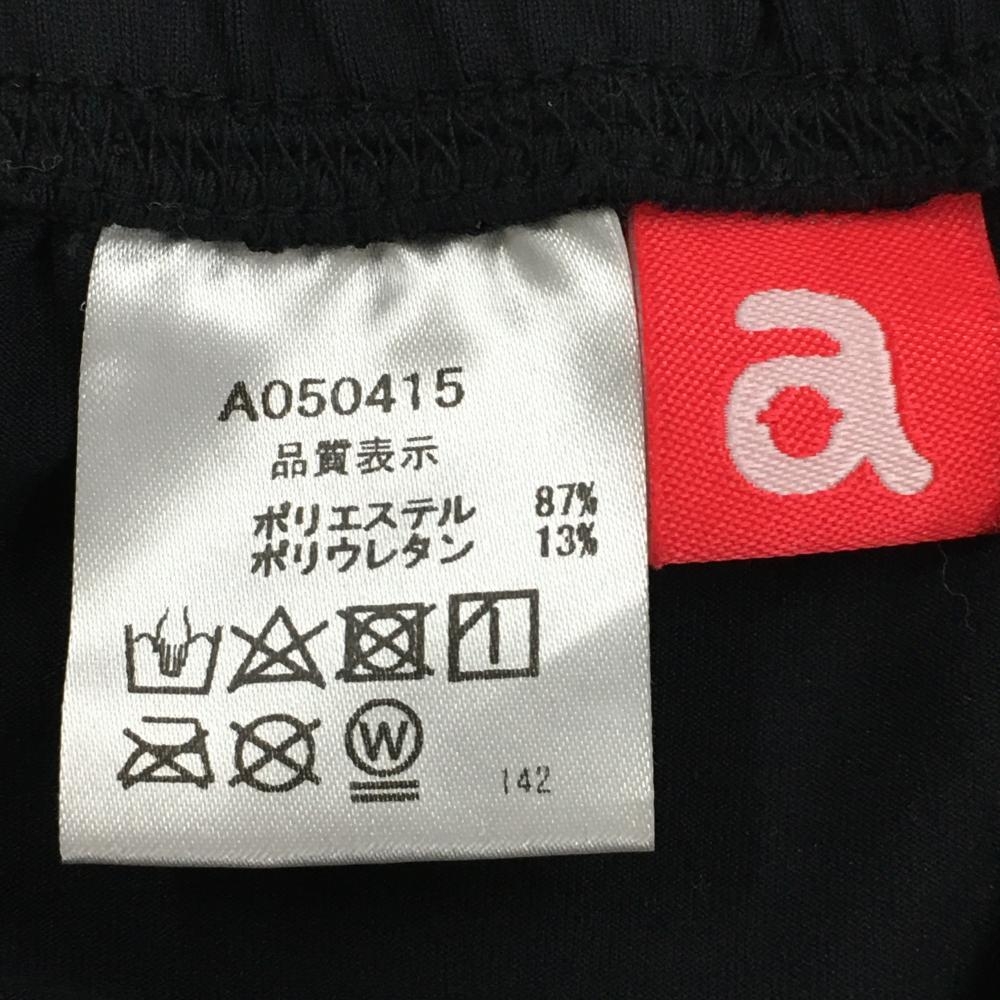 A050415
品質表示
ポリエステル 87%
ポリウレタン 13%
W
142
a